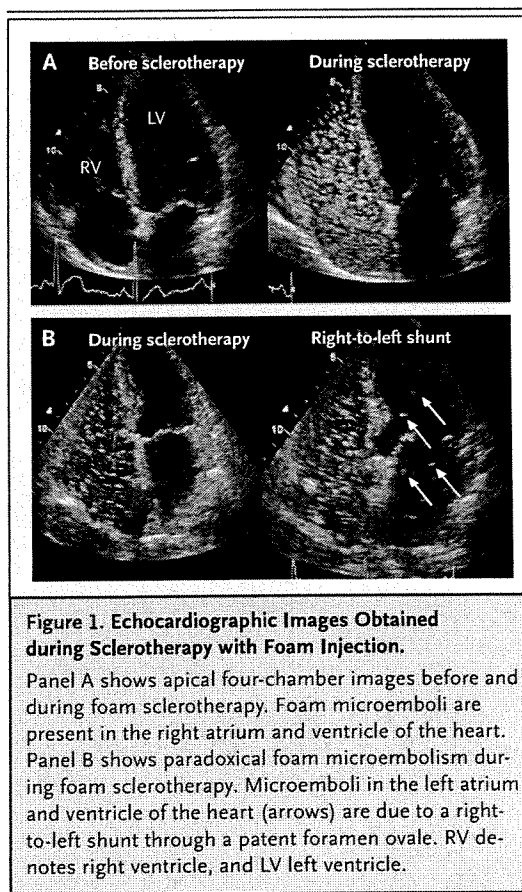 A Before sclerotherapy During sclerotherapy
LV
RV
B During sclerotherapy Right-to-left shunt
Figure 1. Echocardiographic Images Obtained
during Sclerotherapy with Foam Injection.
Panel A shows apical four-chamber images before and
during foam sclerotherapy. Foam microemboli are
present in the right atrium and ventricle of the heart.
Panel B shows paradoxical foam microembolism dur-
ing foam sclerotherapy. Microemboli in the left atrium
and ventricle of the heart (arrows) are due to a right-
to-left shunt through a patent foramen ovale. RV de-
notes right ventricle, and LV left ventricle.